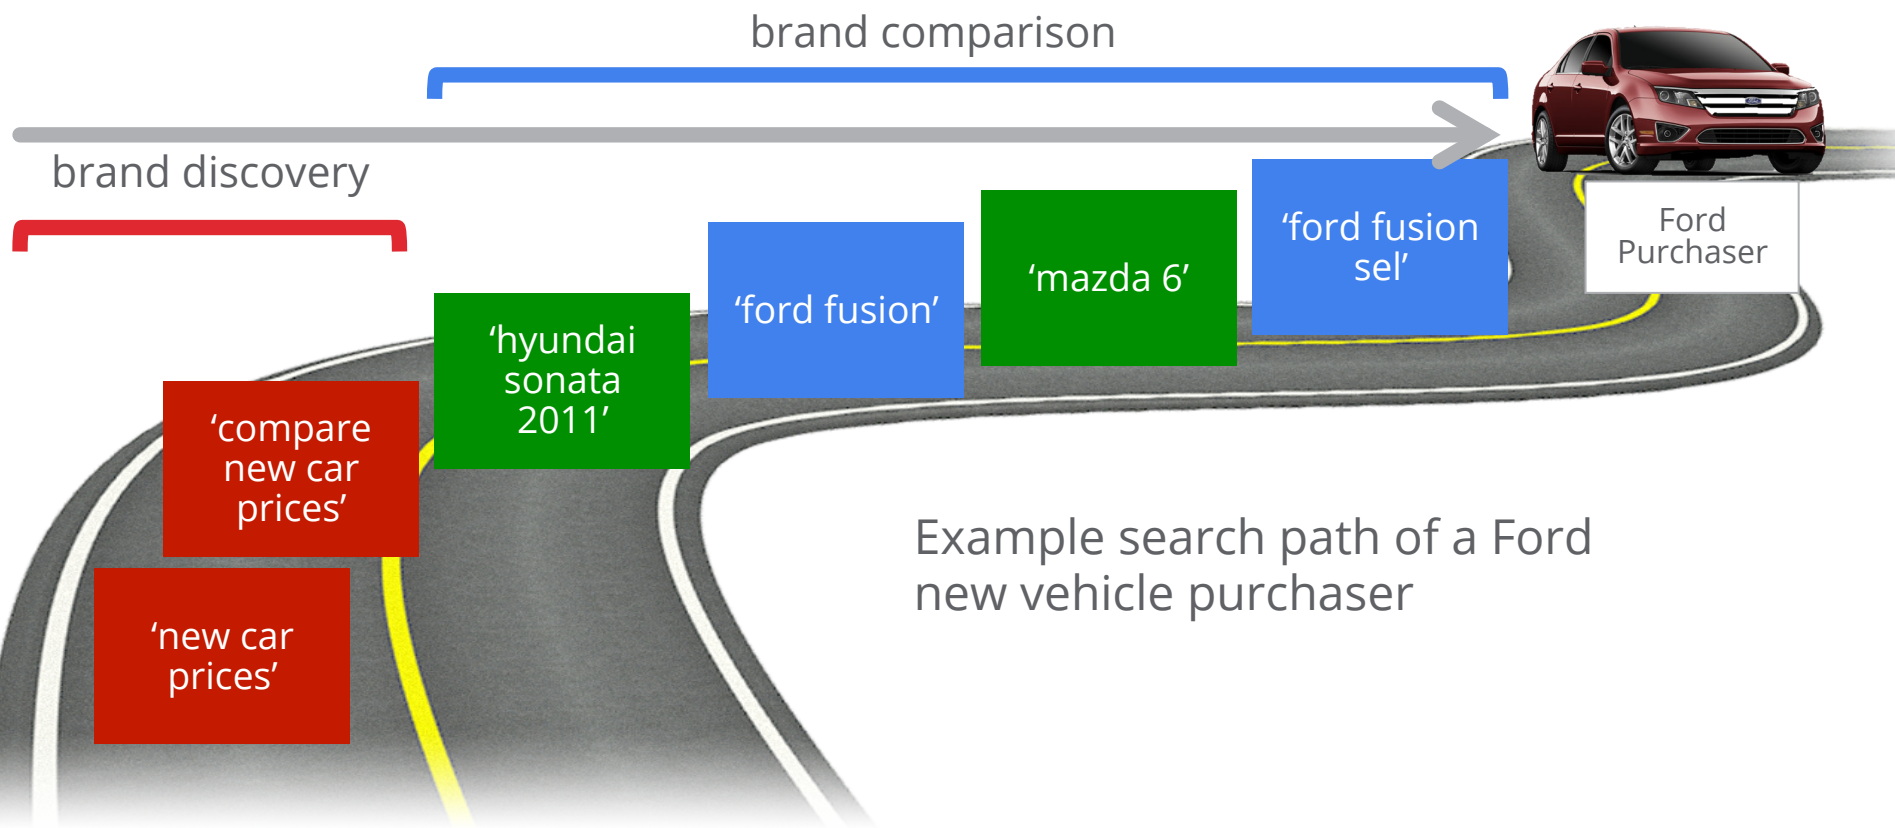 brand comparison
brand discovery
‘compare
new car
prices’
‘new car
prices’
‘hyundai
sonata
2011’
‘ford fusion’
‘mazda 6’
‘ford fusion
sel’
Ford
Purchaser
Example search path of a Ford
new vehicle purchaser